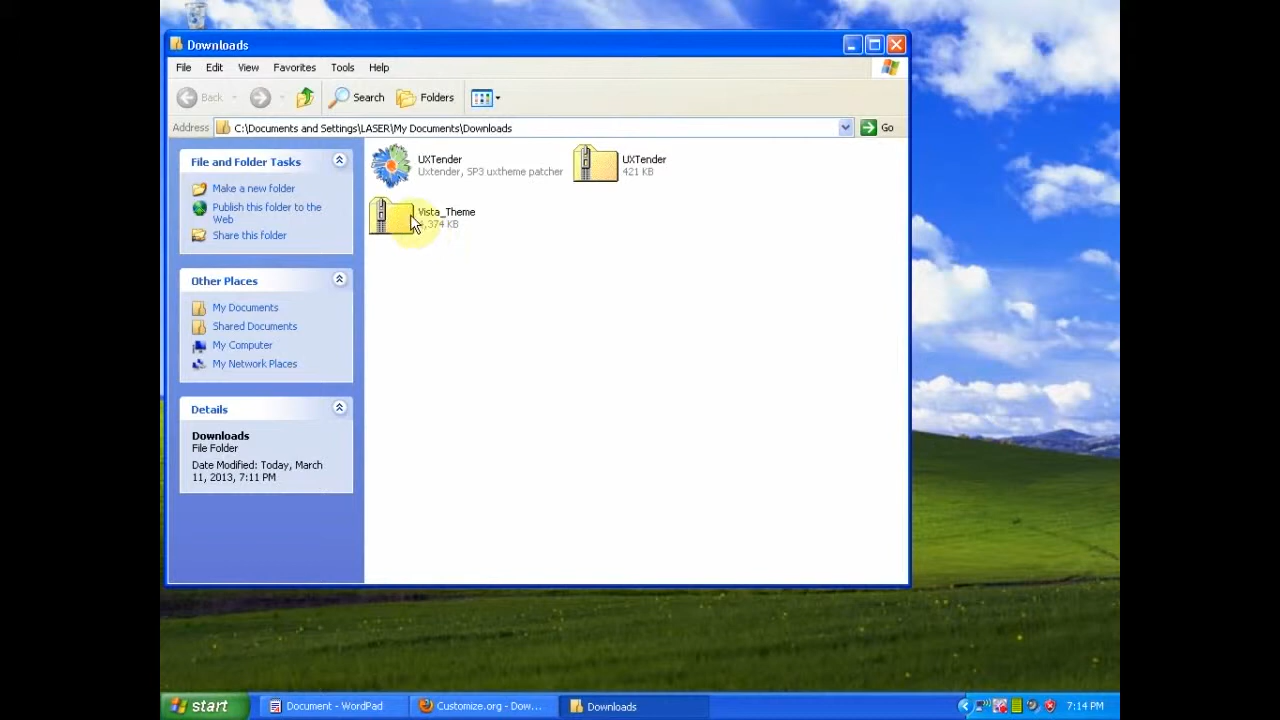 Downloads
File Edit View Favorites Tools Help
Back Search Folders
Address C:\Documents and Settings\LASER\My Documents\Downloads Go
File and Folder Tasks
Make a new folder
Publish this folder to the
Web
Share this folder
Other Places
My Documents
Shared Documents
My Computer
My Network Places
Details
Downloads
File Folder
Date Modified: Today, March
11, 2013, 7:11 PM
UXTender
Uxtender, SP3 uxtheme patcher
UXTender
421 KB
Vista_Theme
,374 KB
start Document - WordPad Customize.org - Dow... Downloads 7:14 PM